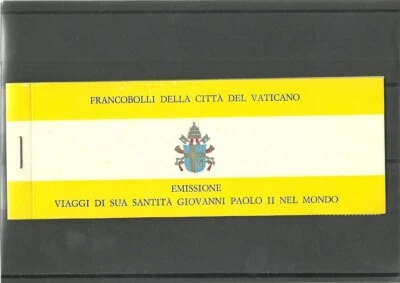 FRANCOBOLLI DELLA CITTÀ DEL VATICANO
EMISSIONE
VIAGGI DI SUA SANTITÀ GIOVANNI PAOLO II NEL MONDO